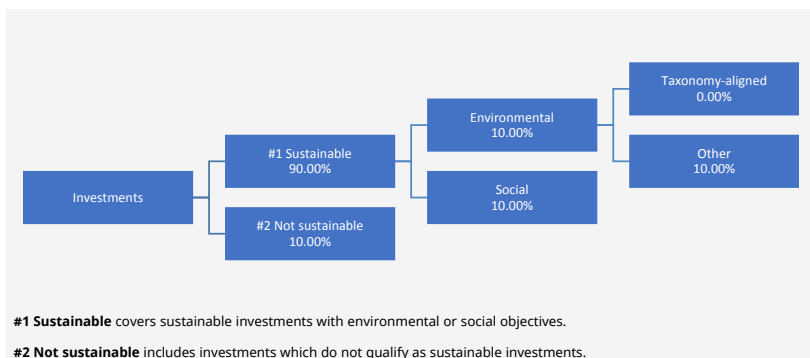 Taxonomy-aligned
0.00%
Environmental
10.00%
#1 Sustainable
90.00%
Other
10.00%
Investments
Social
10.00%
#2 Not sustainable
10.00%
#1 Sustainable covers sustainable investments with environmental or social objectives.
#2 Not sustainable includes investments which do not qualify as sustainable investments.